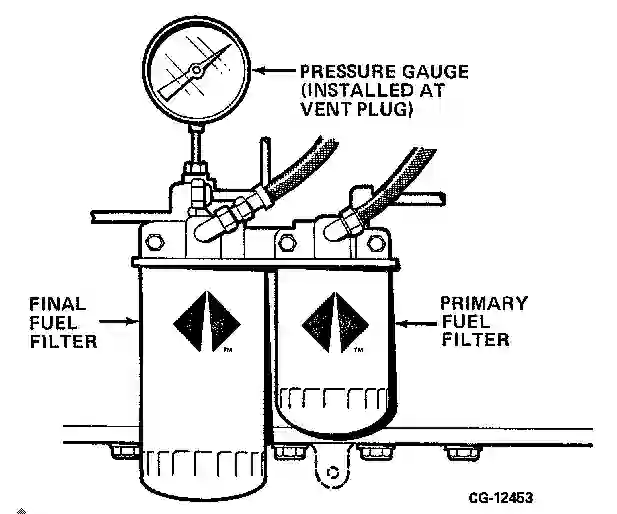 PRESSURE GAUGE
(INSTALLED AT
VENT PLUG)
FINAL
FUEL
FILTER
PRIMARY
FUEL
FILTER
TM
TM
CG-12453